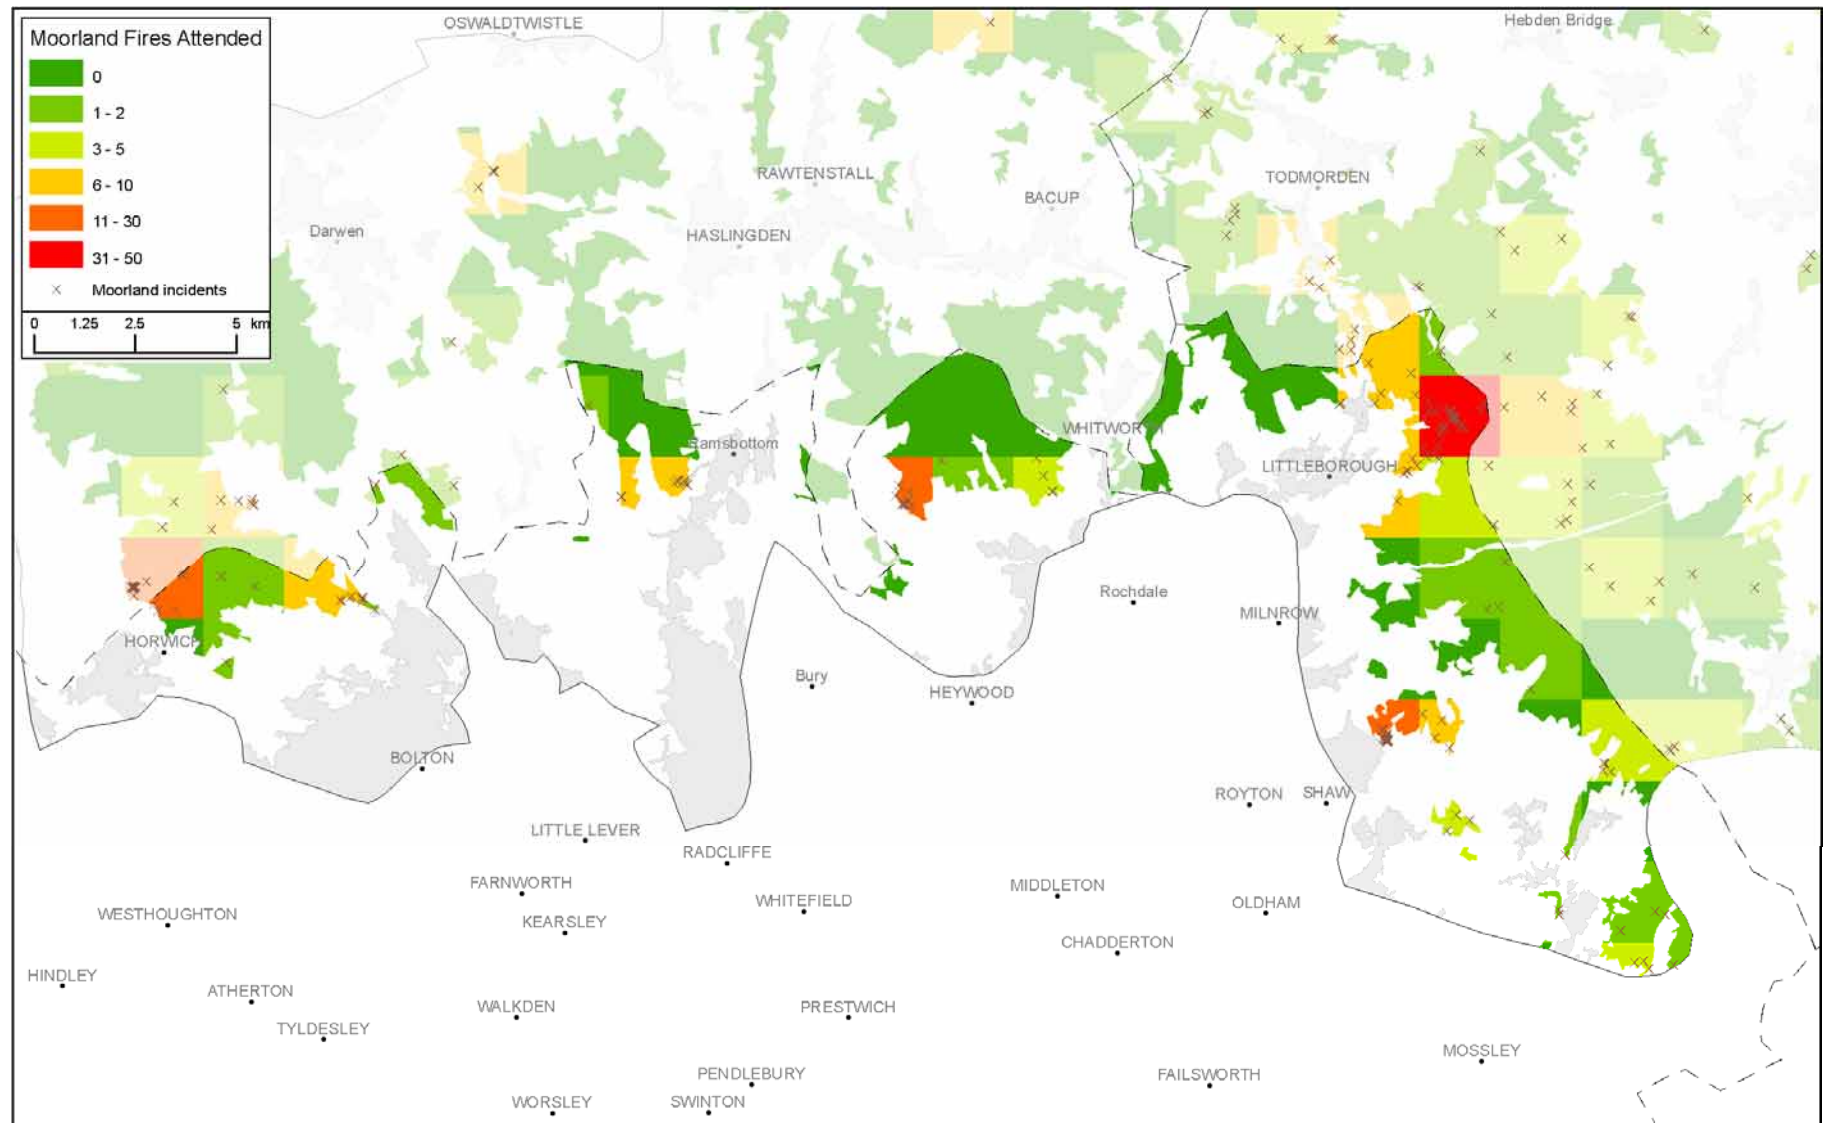 Moorland Fires Attended
0
1 - 2
3 - 5
6 - 10
11 - 30
31 - 50
Moorland incidents
0 1.25 2.5 5 km
OSWALDTWISTLE
Hebden Bridge
RAWTENSTALL
TODMORDEN
BACUP
Darwen
HASLINGDEN
WHITWORTH
Ramsbottom
LITTLEBOROUGH
Rochdale
MILNROW
HORWICH
Bury
HEYWOOD
BOLTON
ROYTON
SHAW
LITTLE LEVER
RADCLIFFE
FARNWORTH
MIDDLETON
WHITEFIELD
OLDHAM
WESTHOUGHTON
KEARSLEY
CHADDERTON
HINDLEY
ATHERTON
WALKDEN
PRESTWICH
TYLDESLEY
MOSSLEY
PENDLEBURY
FAILSWORTH
WORSLEY
SWINTON